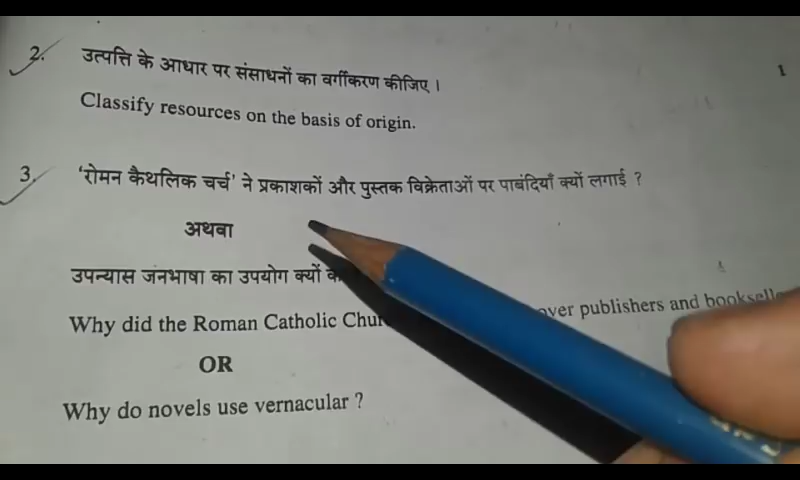 2. उत्पत्ति के आधार पर संसाधनों का वर्गीकरण कीजिए । 1
Classify resources on the basis of origin.
3. ‘रोमन कैथलिक चर्च’ ने प्रकाशकों और पुस्तक विक्रेताओं पर पाबंदियाँ क्यों लगाई ?
अथवा
उपन्यास जनभाषा का उपयोग क्यों
Why did the Roman Catholic over publishers and
OR
Why do novels use vernacular ?